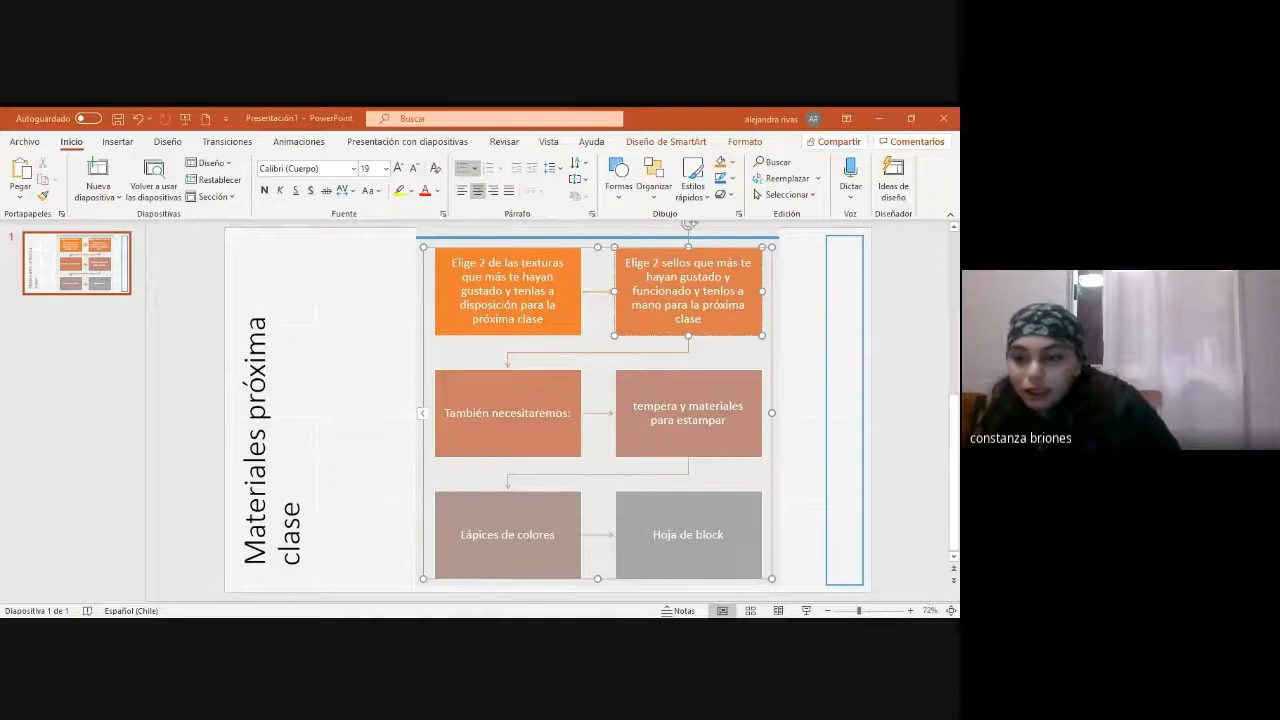 Autoguardado
Presentación1 - PowerPoint
Buscar
alejandra rivas
AR
Archivo Inicio Insertar Diseño Transiciones Animaciones Presentación con diapositivas Revisar Vista Ayuda Diseño de SmartArt Formato
Compartir
Comentarios
Pegar
Portapapeles
Nueva diapositiva
Volver a usar las diapositivas
Diseño
Restablecer
Sección
Diapositivas
Calibri (Cuerpo) 19
N K S S ab AV Aa A
Fuente
Párrafo
Formas
Organizar
Estilos rápidos
Dibujo
Buscar
Reemplazar
Seleccionar
Edición
Dictar
Voz
Ideas de diseño
Diseñador
1
Materiales próxima
clase
Elige 2 de las texturas
que más te hayan
gustado y tenlas a
disposición para la
próxima clase
Elige 2 sellos que más te
hayan gustado y
funcionado y tenlos a
mano para la próxima
clase
También necesitaremos:
tempera y materiales
para estampar
Lápices de colores
Hoja de block
Diapositiva 1 de 1
Español (Chile)
Notas
72%
constanza briones